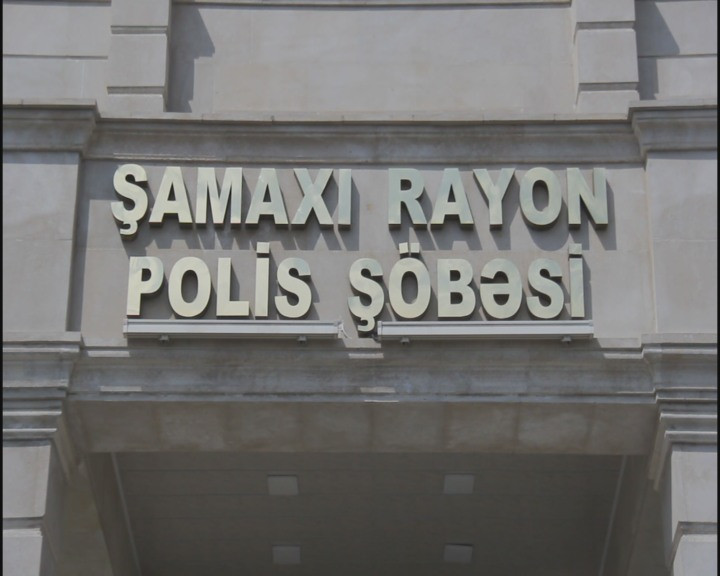 ŞAMAXI RAYON
POLİS ŞÖBƏSİ